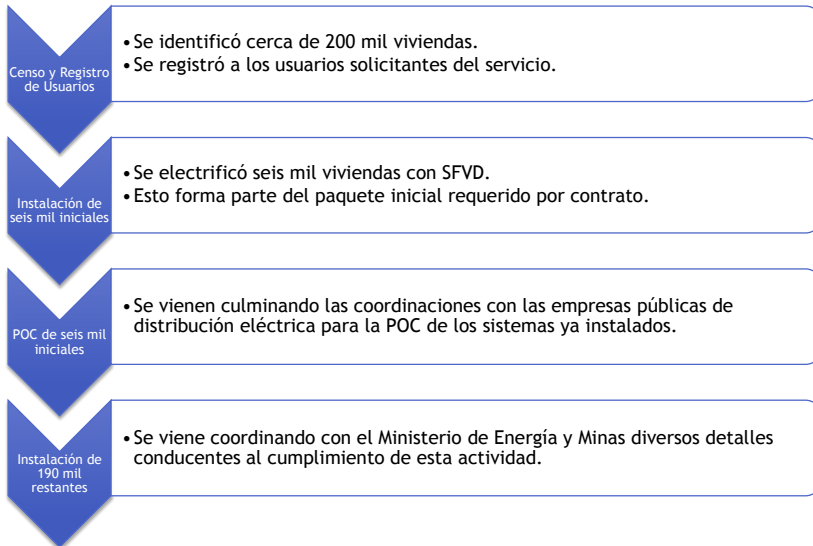 Censo y Registro
de Usuarios
• Se identificó cerca de 200 mil viviendas.
• Se registró a los usuarios solicitantes del servicio.
Instalación de
seis mil iniciales
• Se electrificó seis mil viviendas con SFVD.
• Esto forma parte del paquete inicial requerido por contrato.
POC de seis mil
iniciales
• Se vienen culminando las coordinaciones con las empresas públicas de
distribución eléctrica para la POC de los sistemas ya instalados.
Instalación de
190 mil
restantes
• Se viene coordinando con el Ministerio de Energía y Minas diversos detalles
conducentes al cumplimiento de esta actividad.